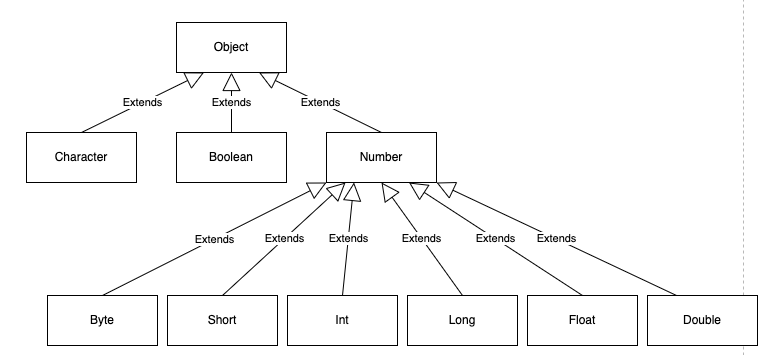 Object
Extends
Extends
Extends
Character
Boolean
Number
Extends
Extends
Extends
Extends
Extends
Extends
Byte
Short
Int
Long
Float
Double